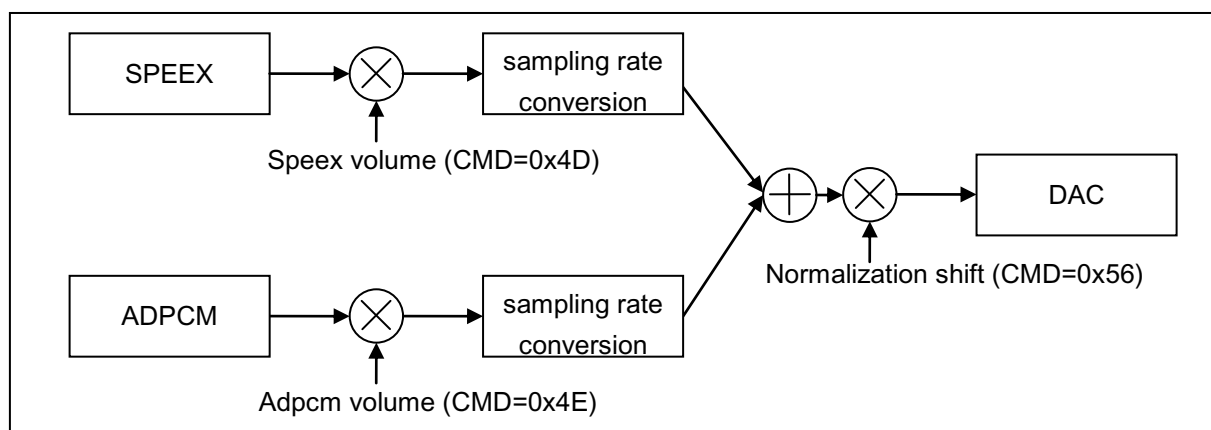 SPEEX
sampling rate
conversion
Speex volume (CMD=0x4D)
DAC
Normalization shift (CMD=0x56)
ADPCM
sampling rate
conversion
Adpcm volume (CMD=0x4E)